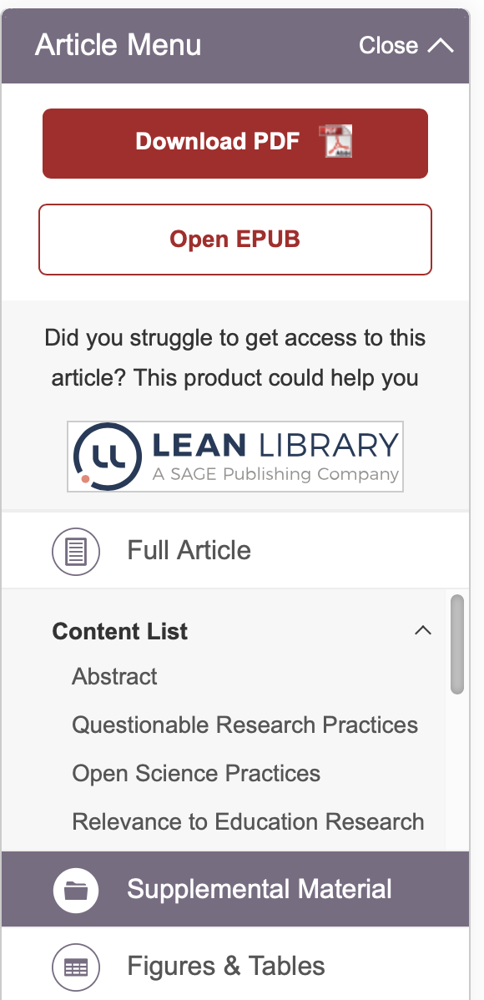 Article Menu Close
Download PDF
Open EPUB
Did you struggle to get access to this
article? This product could help you
LL LEAN LIBRARY
A SAGE Publishing Company
Full Article
Content List
Abstract
Questionable Research Practices
Open Science Practices
Relevance to Education Research
Supplemental Material
Figures & Tables